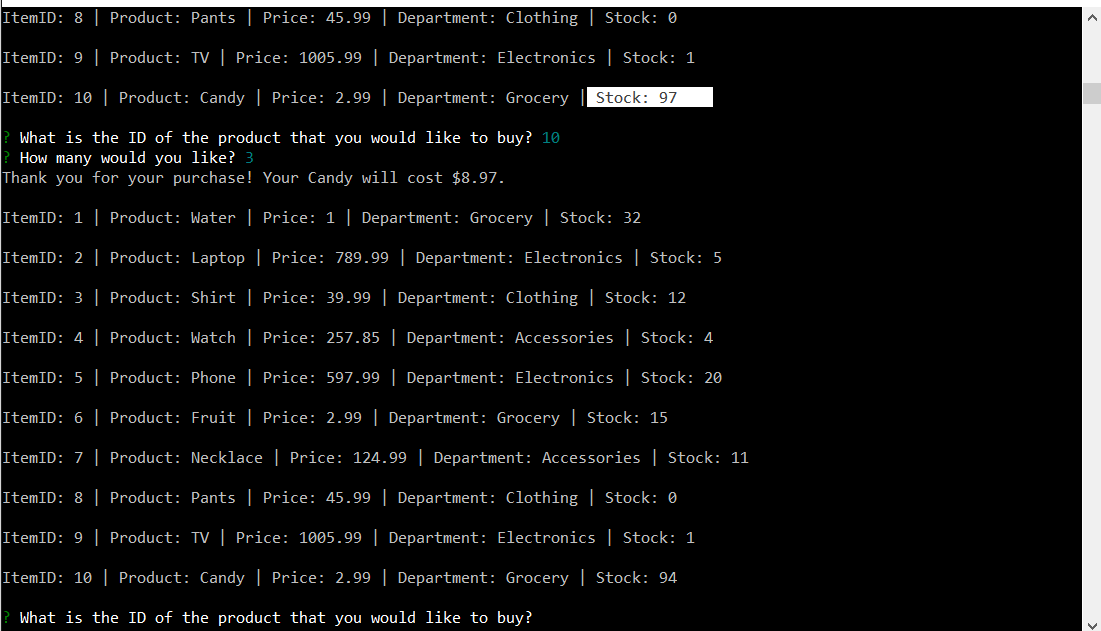 ItemID: 8 | Product: Pants | Price: 45.99 | Department: Clothing | Stock: 0
ItemID: 9 | Product: TV | Price: 1005.99 | Department: Electronics | Stock: 1
ItemID: 10 | Product: Candy | Price: 2.99 | Department: Grocery | Stock: 97
? What is the ID of the product that you would like to buy? 10
? How many would you like? 3
Thank you for your purchase! Your Candy will cost $8.97.
ItemID: 1 | Product: Water | Price: 1 | Department: Grocery | Stock: 32
ItemID: 2 | Product: Laptop | Price: 789.99 | Department: Electronics | Stock: 5
ItemID: 3 | Product: Shirt | Price: 39.99 | Department: Clothing | Stock: 12
ItemID: 4 | Product: Watch | Price: 257.85 | Department: Accessories | Stock: 4
ItemID: 5 | Product: Phone | Price: 597.99 | Department: Electronics | Stock: 20
ItemID: 6 | Product: Fruit | Price: 2.99 | Department: Grocery | Stock: 15
ItemID: 7 | Product: Necklace | Price: 124.99 | Department: Accessories | Stock: 11
ItemID: 8 | Product: Pants | Price: 45.99 | Department: Clothing | Stock: 0
ItemID: 9 | Product: TV | Price: 1005.99 | Department: Electronics | Stock: 1
ItemID: 10 | Product: Candy | Price: 2.99 | Department: Grocery | Stock: 94
? What is the ID of the product that you would like to buy?